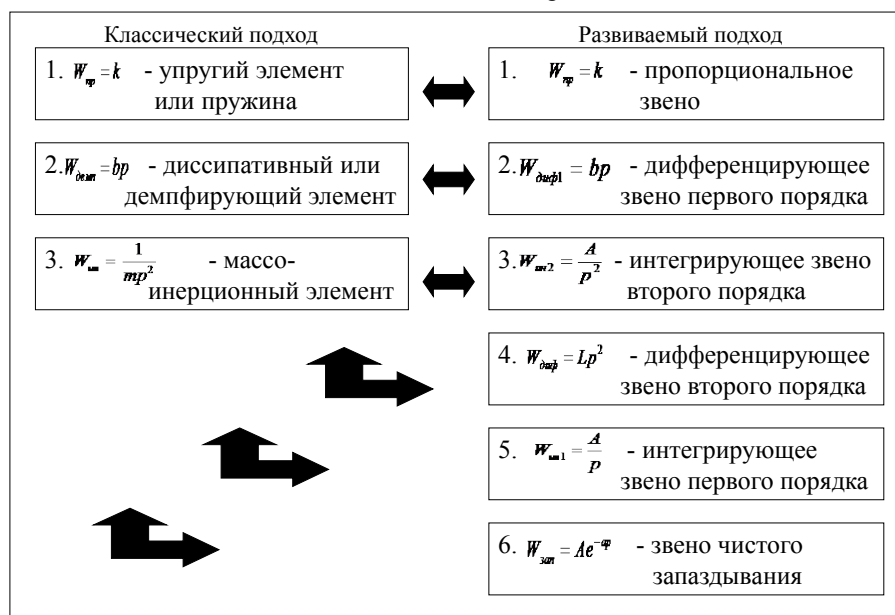 Классический подход
1. W_пр = k - упругий элемент
или пружина
2. W_демп = bp - диссипативный или
демпфирующий элемент
3. = 1/mp² - массо-
инерционный элемент
Развиваемый подход
1. W_пр = k - пропорциональное
звено
2. W_диф1 = bp - дифференцирующее
звено первого порядка
3. W_ин2 = A/p² - интегрирующее звено
второго порядка
4. W_диф = Lp² - дифференцирующее
звено второго порядка
5. W_ин1 = A/p - интегрирующее
звено первого порядка
6. W_зап = - звено чистого
запаздывания